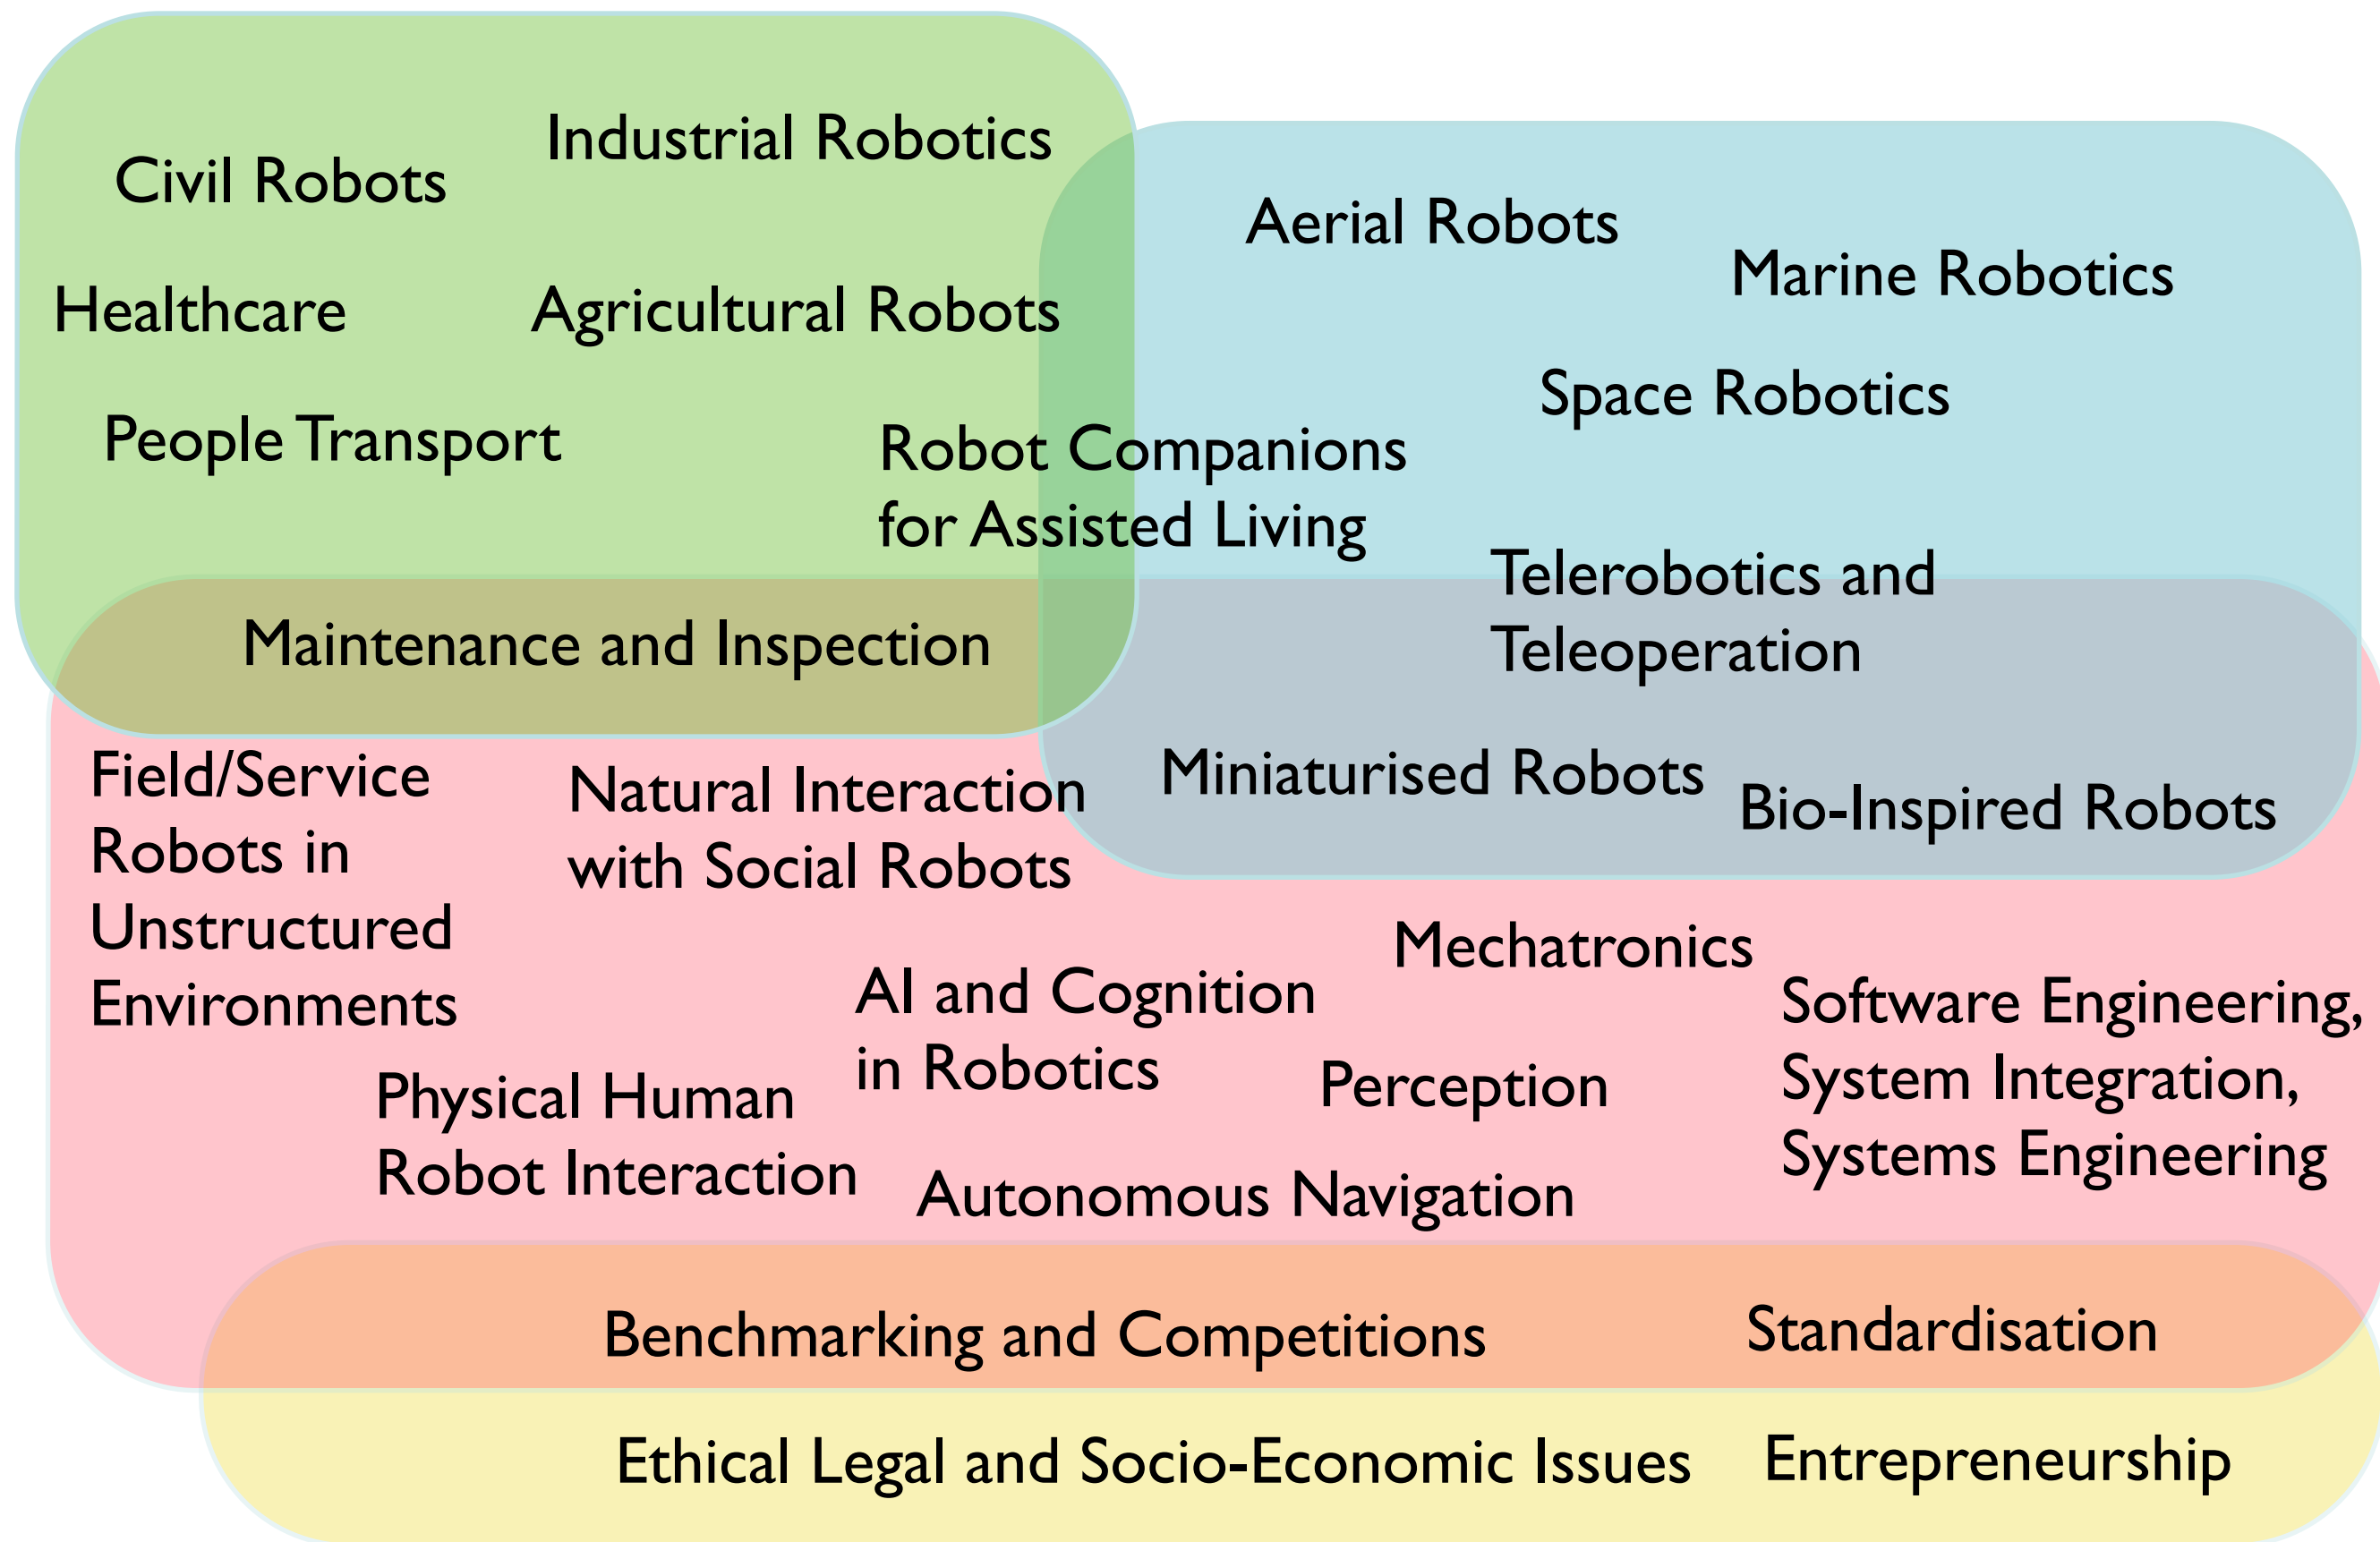 Industrial Robotics
Civil Robots
Aerial Robots
Marine Robotics
Healthcare
Agricultural Robots
Space Robotics
People Transport
Robot Companions
for Assisted Living
Telerobotics and
Teleoperation
Maintenance and Inspection
Field/Service
Robots in
Unstructured
Environments
Natural Interaction
with Social Robots
Miniaturised Robots
Bio-Inspired Robots
Mechatronics
AI and Cognition
in Robotics
Software Engineering,
System Integration,
Systems Engineering
Physical Human
Robot Interaction
Perception
Autonomous Navigation
Benchmarking and Competitions
Standardisation
Ethical Legal and Socio-Economic Issues
Entrepreneurship